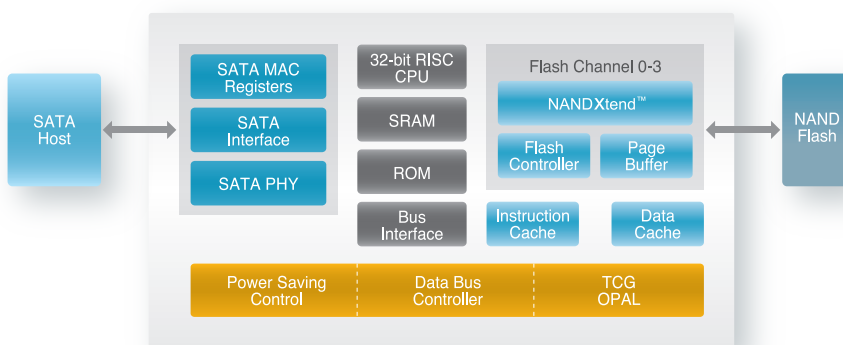 SATA
Host
SATA MAC
Registers
SATA
Interface
SATA PHY
32-bit RISC
CPU
SRAM
ROM
Bus
Interface
Flash Channel 0-3
NANDXtend™
Flash
Controller
Page
Buffer
Instruction
Cache
Data
Cache
NAND
Flash
Power Saving
Control
Data Bus
Controller
TCG
OPAL